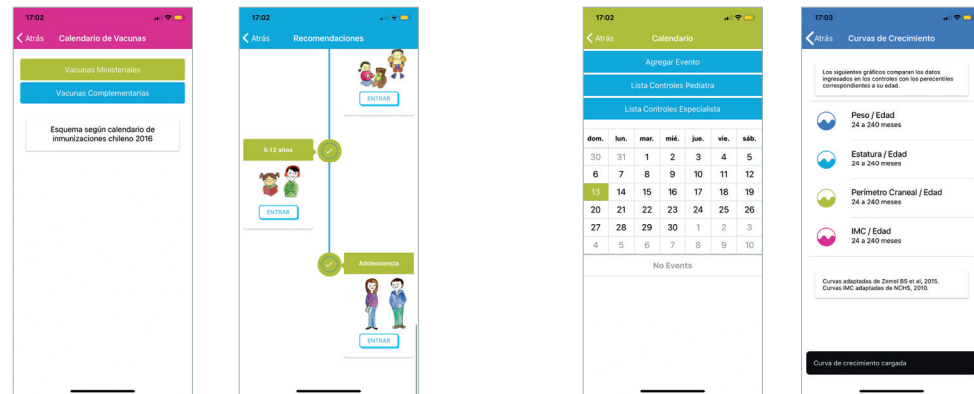 17:02
Atrás Calendario de Vacunas
Vacunas Ministeriales
Vacunas Complementarias
Esquema según calendario de
inmunizaciones chileno 2016
17:02
Atrás Recomendaciones
ENTRAR
6-12 años
ENTRAR
Adolescencia
ENTRAR
17:02
Atrás Calendario
Agregar Evento
Lista Controles Pediatra
Lista Controles Especialista
dom. lun. mar. mié. jue. vie. sáb.
30 31 1 2 3 4 5
6 7 8 9 10 11 12
13 14 15 16 17 18 19
20 21 22 23 24 25 26
27 28 29 30 1 2 3
4 5 6 7 8 9 10
No Events
17:03
Atrás Curvas de Crecimiento
Los siguientes gráficos comparan los datos
ingresados en los controles con los perecentiles
correspondientes a su edad.
Peso / Edad
24 a 240 meses
Estatura / Edad
24 a 240 meses
Perímetro Craneal / Edad
24 a 240 meses
IMC / Edad
24 a 240 meses
Curvas adaptadas de Zemel BS et al, 2015.
Curvas IMC adaptadas de NCHS, 2010.
Curva de crecimiento cargada